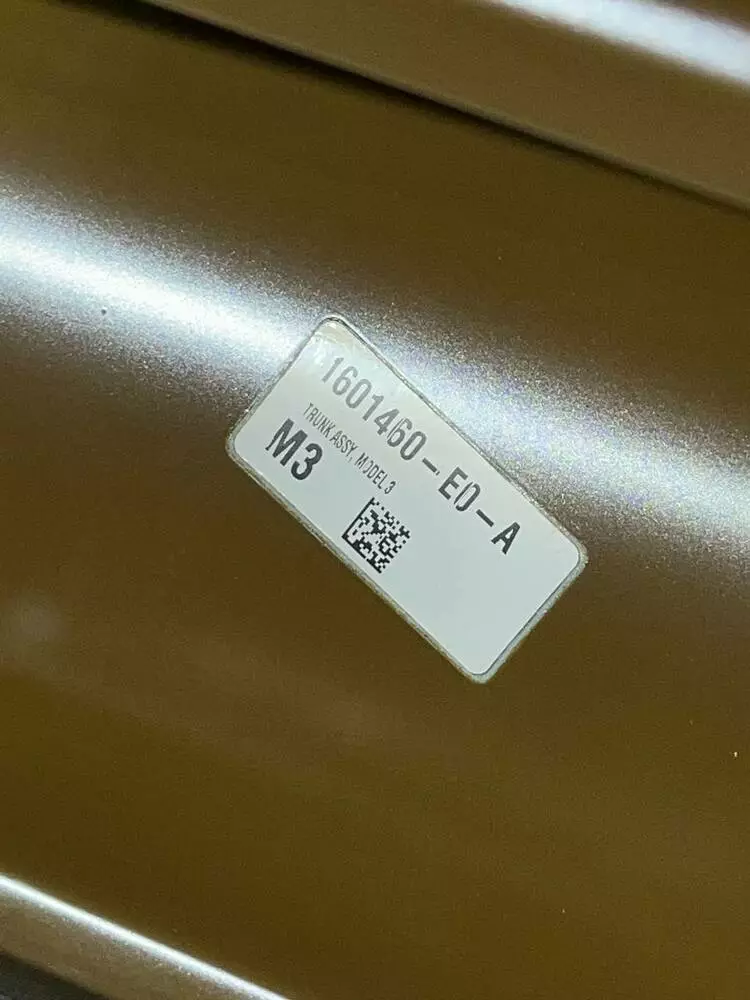 1601460-E0-A
TRUNK ASSY, MODEL 3
M3